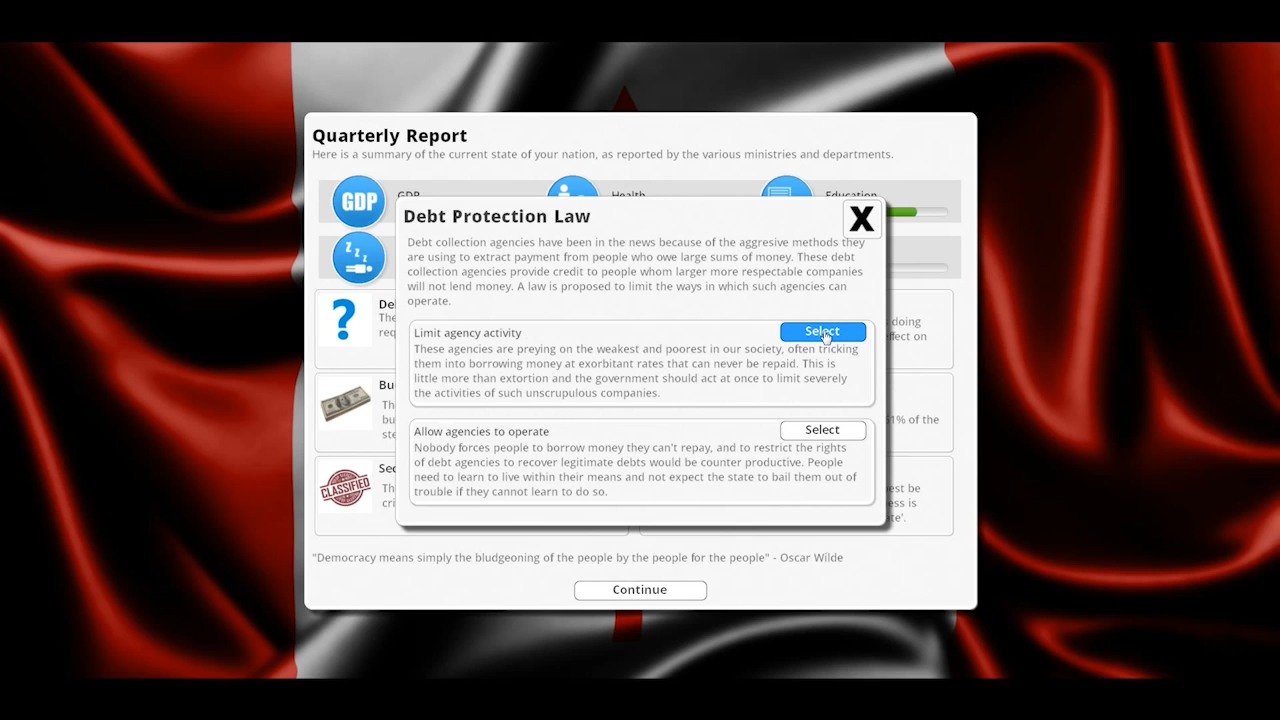 Quarterly Report
Here is a summary of the current state of your nation, as reported by the various ministries and departments.
GDP
GDP
Health
Education
Debt Protection Law
X
Debt collection agencies have been in the news because of the aggresive methods they
are using to extract payment from people who owe large sums of money. These debt
collection agencies provide credit to people whom larger more respectable companies
will not lend money. A law is proposed to limit the ways in which such agencies can
operate.
Limit agency activity
Select
These agencies are preying on the weakest and poorest in our society, often tricking
them into borrowing money at exorbitant rates that can never be repaid. This is
little more than extortion and the government should act at once to limit severely
the activities of such unscrupulous companies.
Allow agencies to operate
Select
Nobody forces people to borrow money they can't repay, and to restrict the rights
of debt agencies to recover legitimate debts would be counter productive. People
need to learn to live within their means and not expect the state to bail them out of
trouble if they cannot learn to do so.
doing
of the
CLASSIFIED
be
is
"Democracy means simply the bludgeoning of the people by the people for the people" - Oscar Wilde
Continue